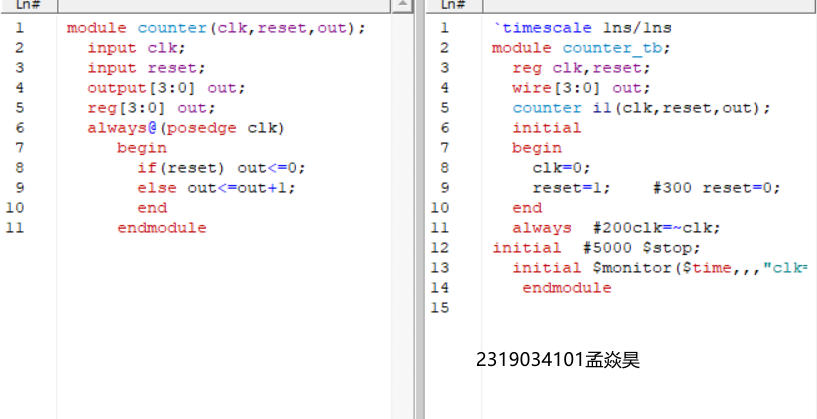 Ln#
1 module counter(clk,reset,out);
2 input clk;
3 input reset;
4 output[3:0] out;
5 reg[3:0] out;
6 always@(posedge clk)
7 begin
8 if(reset) out<=0;
9 else out<=out+1;
10 end
11 endmodule
Ln#
1 `timescale 1ns/1ns
2 module counter_tb;
3 reg clk,reset;
4 wire[3:0] out;
5 counter i1(clk,reset,out);
6 initial
7 begin
8 clk=0;
9 reset=1; #300 reset=0;
10 end
11 always #200clk=~clk;
12 initial #5000 $stop;
13 initial $monitor($time,,,"clk=
14 endmodule
15
2319034101孟焱昊